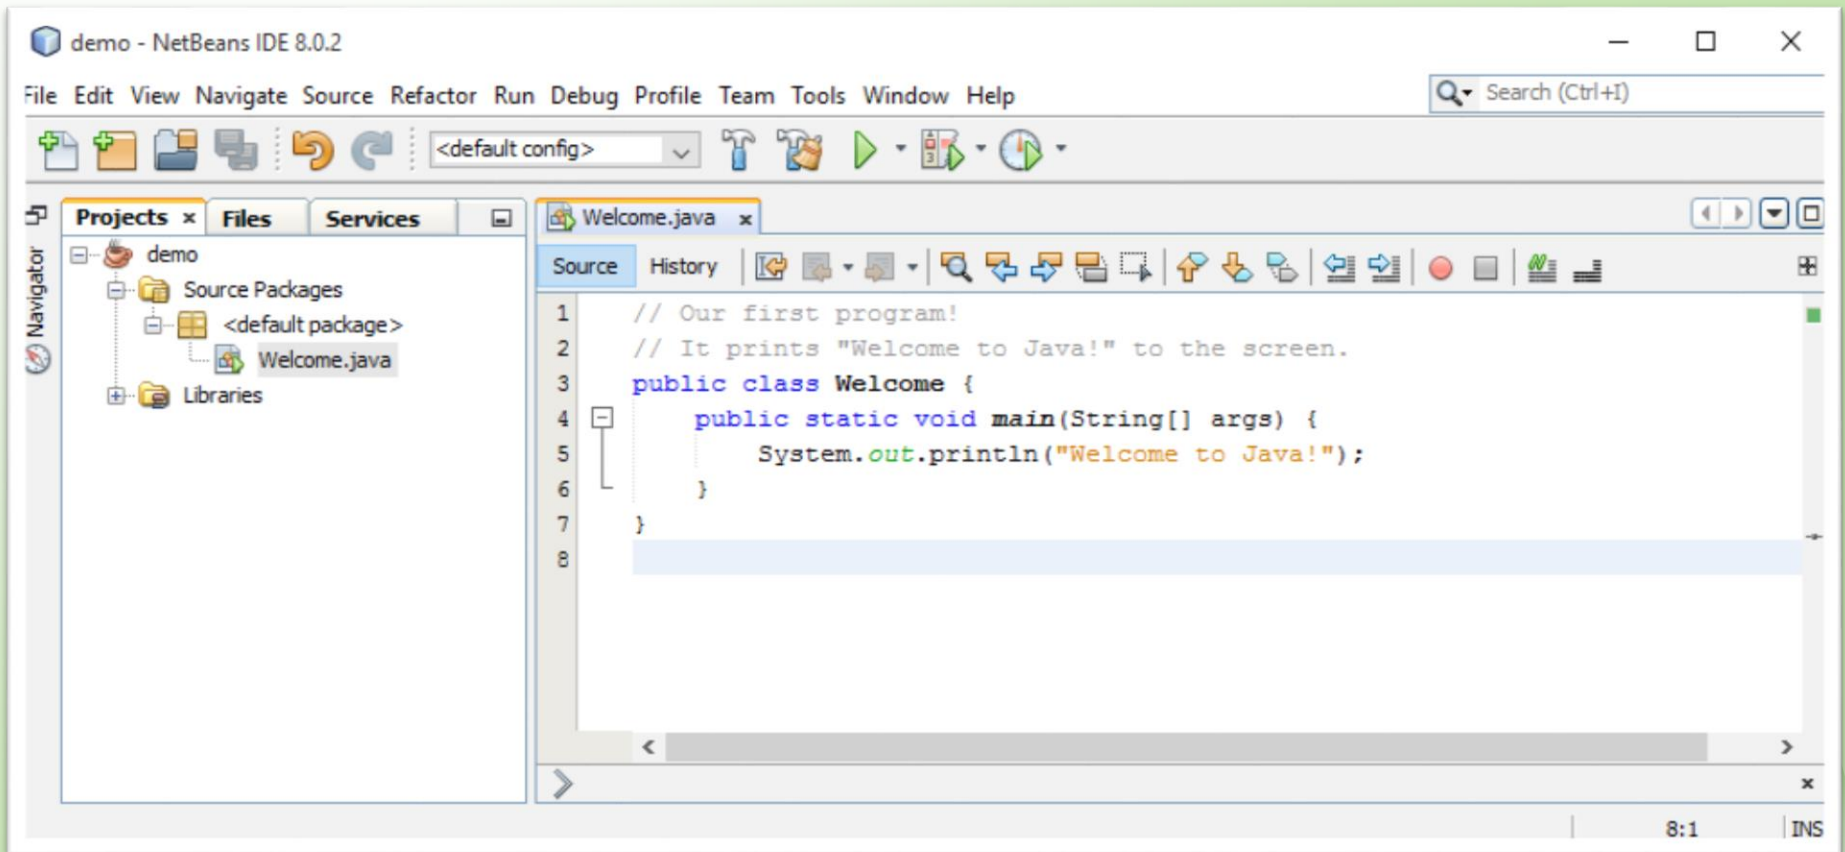 demo - NetBeans IDE 8.0.2
File Edit View Navigate Source Refactor Run Debug Profile Team Tools Window Help
Search (Ctrl+I)
<default config>
Navigator
Projects
Files
Services
demo
Source Packages
<default package>
Welcome.java
Libraries
Welcome.java
Source
History
1 // Our first program!
2 // It prints "Welcome to Java!" to the screen.
3 public class Welcome {
4 public static void main(String[] args) {
5 System.out.println("Welcome to Java!");
6 }
7 }
8
8:1
INS